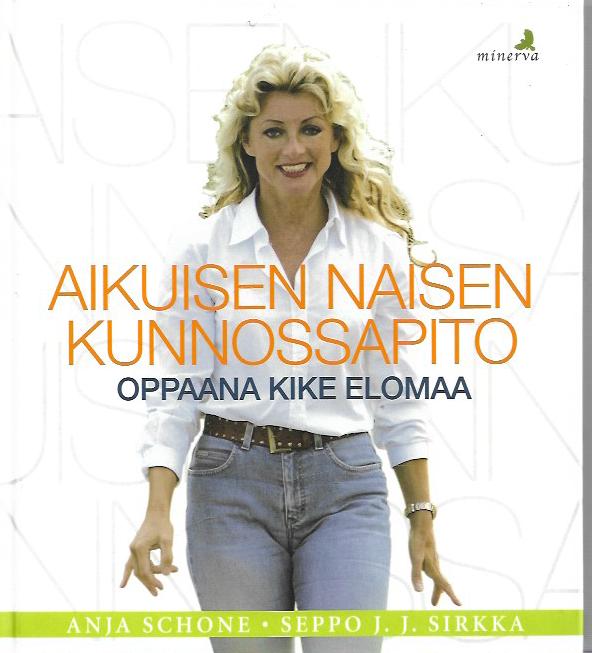 minerva
AIKUISEN NAISEN
KUNNOSSAPITO
OPPAANA KIKE ELOMAA
ANJA SCHONE • SEPPO J. J. SIRKKA